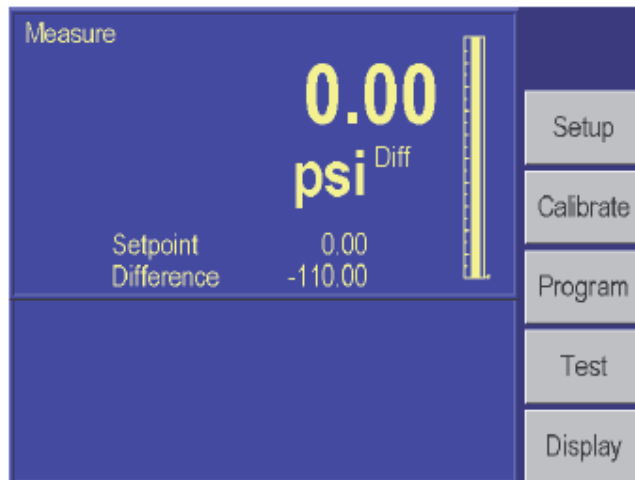 Measure
0.00
psi Diff
Setpoint 0.00
Difference -110.00
Setup
Calibrate
Program
Test
Display